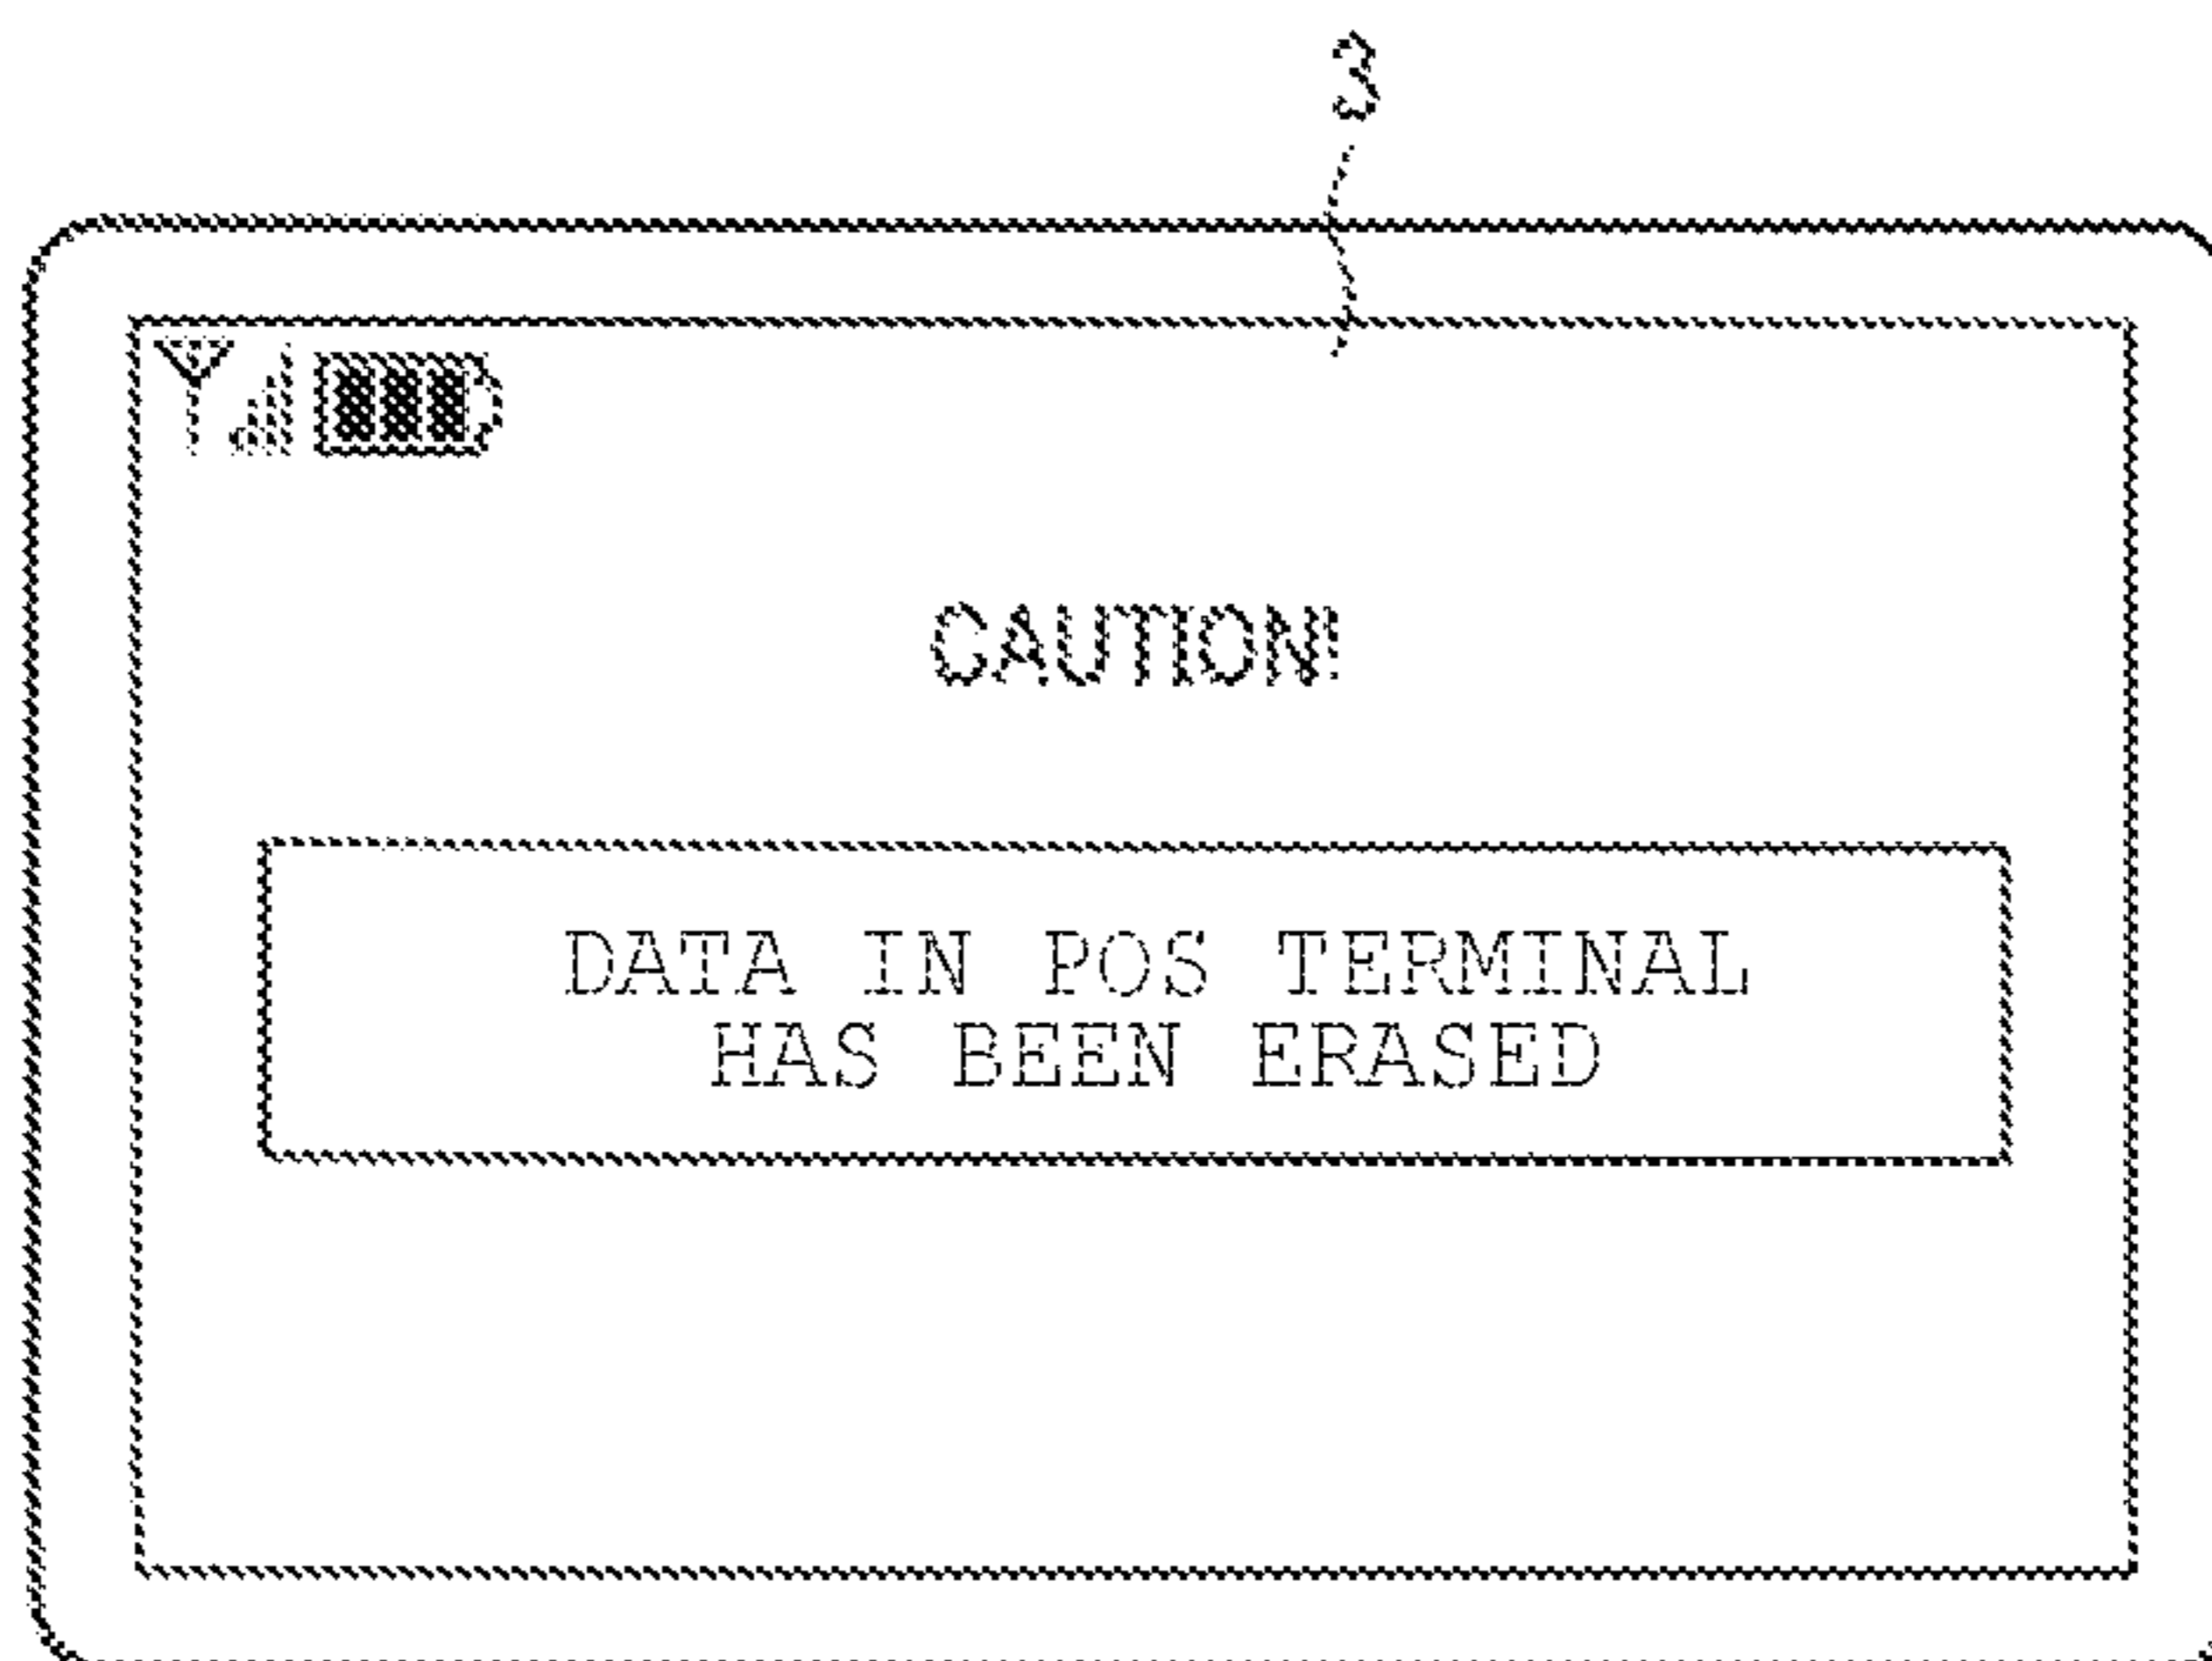 3
CAUTION!
DATA IN POS TERMINAL
HAS BEEN ERASED